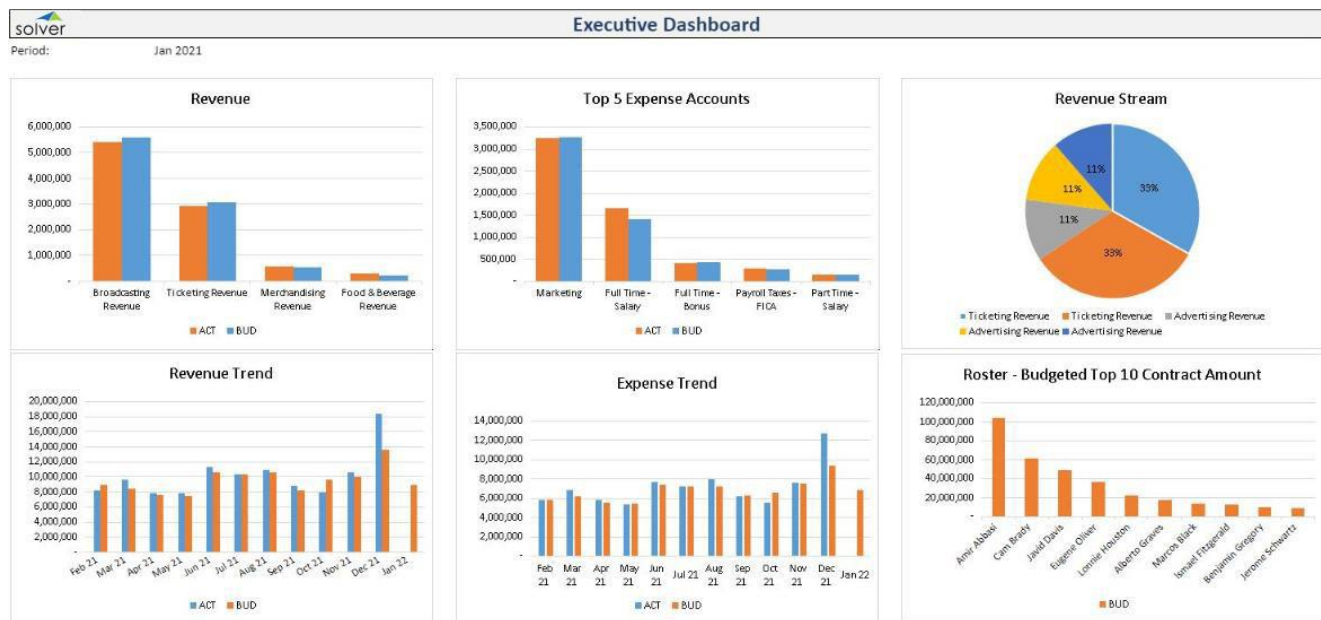 solver
Executive Dashboard
Period: Jan 2021
Revenue
6,000,000
5,000,000
4,000,000
3,000,000
2,000,000
1,000,000
-
Broadcasting Revenue
Ticketing Revenue
Merchandising Revenue
Food & Beverage Revenue
ACT BUD
Top 5 Expense Accounts
3,500,000
3,000,000
2,500,000
2,000,000
1,500,000
1,000,000
500,000
-
Marketing
Full Time - Salary
Full Time - Bonus
Payroll Taxes - FICA
Part Time - Salary
ACT BUD
Revenue Stream
11%
33%
11%
11%
33%
Ticketing Revenue Ticketing Revenue Advertising Revenue
Advertising Revenue Advertising Revenue
Revenue Trend
20,000,000
18,000,000
16,000,000
14,000,000
12,000,000
10,000,000
8,000,000
6,000,000
4,000,000
2,000,000
-
Feb 21
Mar 21
Apr 21
May 21
Jun 21
Jul 21
Aug 21
Sep 21
Oct 21
Nov 21
Dec 21
Jan 22
ACT BUD
Expense Trend
14,000,000
12,000,000
10,000,000
8,000,000
6,000,000
4,000,000
2,000,000
-
Feb 21
Mar 21
Apr 21
May 21
Jun 21
Jul 21
Aug 21
Sep 21
Oct 21
Nov 21
Dec 21
Jan 22
ACT BUD
Roster - Budgeted Top 10 Contract Amount
120,000,000
100,000,000
80,000,000
60,000,000
40,000,000
20,000,000
-
Amir Abbasi
Cam Brady
Javid Davis
Eugene Oliver
Lonnie Houston
Alberto Graves
Marcos Black
Ismael Fitzgerald
Benjamin Gregory
Jerome Schwartz
BUD